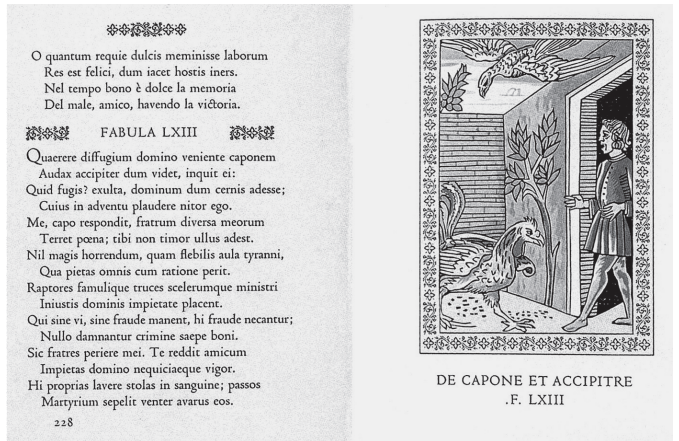 O quantum requie dulcis meminisse laborum
Res est felici, dum iacet hostis iners.
Nel tempo bono è dolce la memoria
Del male, amico, havendo la victoria.
FABULA LXIII
Quaerere diffugium domino veniente caponem
Audax accipiter dum videt, inquit ei:
Quid fugis? exulta, dominum dum cernis adesse;
Cuius in adventu plaudere nitor ego.
Me, capo respondit, fratrum diversa meorum
Terret pœna; tibi non timor ullus adest.
Nil magis horrendum, quam flebilis aula tyranni,
Qua pietas omnis cum ratione perit.
Raptores famulique truces scelerumque ministri
Iniustis dominis impietate placent.
Qui sine vi, sine fraude manent, hi fraude necantur;
Nullo damnantur crimine saepe boni.
Sic fratres periere mei. Te reddit amicum
Impietas domino nequiciaeque vigor.
Hi proprias lavere stolas in sanguine; passos
Martyrium sepelit venter avarus eos.
228
DE CAPONE ET ACCIPITRE
.F. LXIII